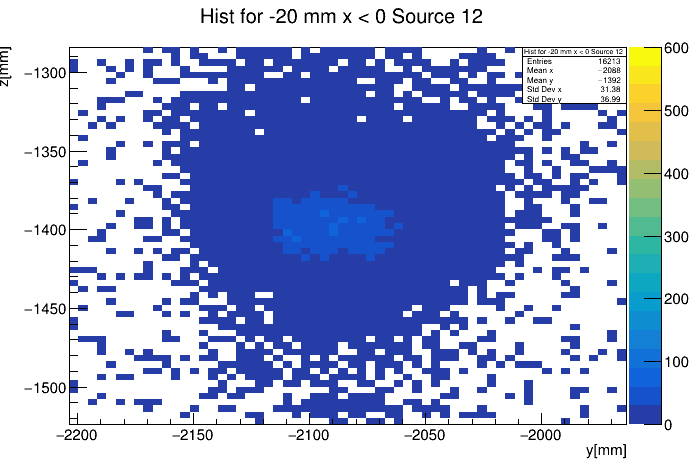 Hist for -20 mm x < 0 Source 12
z[mm]
Hist for -20 mm x < 0 Source 12
Entries 16213
Mean x −2088
Mean y −1392
Std Dev x 31.38
Std Dev y 36.99
−1300
−1350
−1400
−1450
−1500
−2200 −2150 −2100 −2050 −2000
y[mm]
600
500
400
300
200
100
0